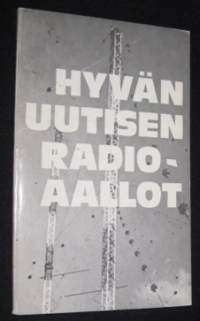 HYVÄN
UUTISEN
RADIO-
AALLOT